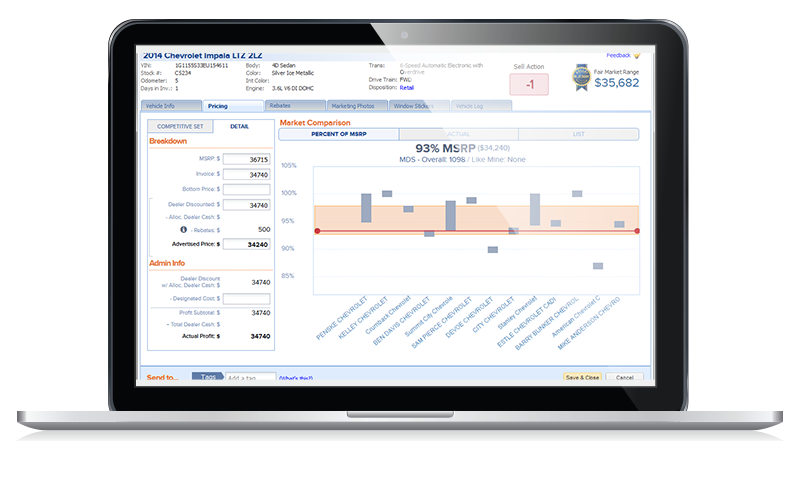 2014 Chevrolet Impala LTZ 2LZ
Feedback
VIN: 1G1155S33EU154611 Body: 4D Sedan Trans: 6-Speed Automatic Electronic with Overdrive
Stock #: C5234 Color: Silver Ice Metallic
Odometer: 5 Int Color: Drive Train: FWD
Days in Inv.: 1 Engine: 3.6L V6 DI DOHC Disposition: Retail
Sell Action
-1
Fair Market Range
$35,682
Vehicle Info Pricing Rebates Marketing Photos Window Stickers Vehicle Log
COMPETITIVE SET DETAIL
Breakdown
MSRP: $ 36715
Invoice: $ 34740
Bottom Price: $
Dealer Discounted: $ 34740
- Alloc. Dealer Cash: $
- Rebates: $ 500
Advertised Price: $ 34240
Admin Info
Dealer Discount
w/ Alloc. Dealer Cash: $ 34740
- Designated Cost: $
Profit Subtotal: $ 34740
+ Total Dealer Cash: $
Actual Profit: $ 34740
Market Comparison
PERCENT OF MSRP ACTUAL LIST
93% MSRP ($34,240)
MDS - Overall: 1098 / Like Mine: None
105%
100%
95%
90%
85%
PENSKE CHEVROLET
KELLEY CHEVROLET
Crumback Chevrolet
BEN DAVIS CHEVROLET
Summit City Chevrole
SAM PIERCE CHEVROLET
DEVOE CHEVROLET
CITY CHEVROLET
Stanley Chevrolet
ESTLE CHEVROLET CADI
BARRY BUNKER CHEVROL
American Chevrolet C
MIKE ANDERSON CHEVRO
Send to... Tags Add a tag (What's this?) Save & Close Cancel